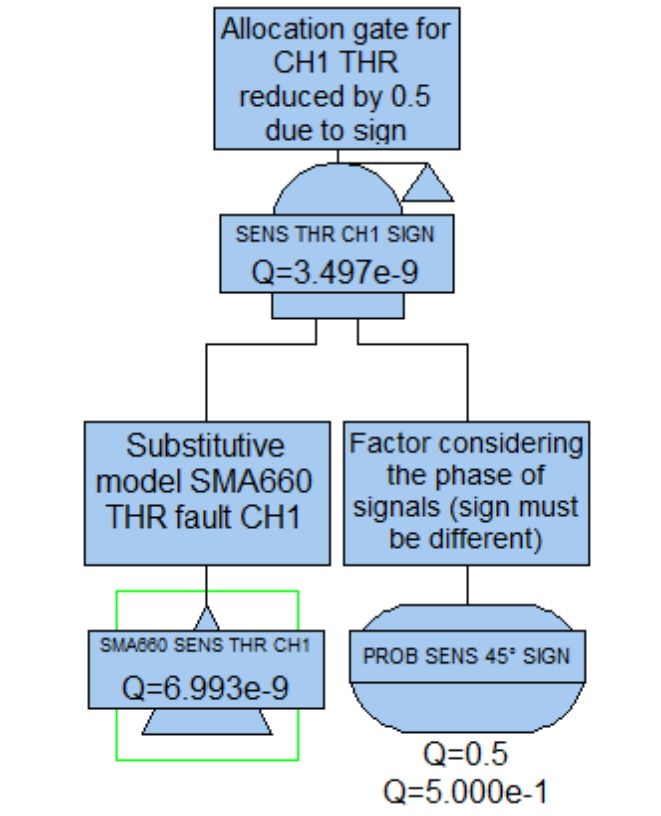 Allocation gate for
CH1 THR
reduced by 0.5
due to sign
SENS THR CH1 SIGN
Q=3.497e-9
Substitutive
model SMA660
THR fault CH1
Factor considering
the phase of
signals (sign must
be different)
SMA660 SENS THR CH1
Q=6.993e-9
PROB SENS 45° SIGN
Q=0.5
Q=5.000e-1